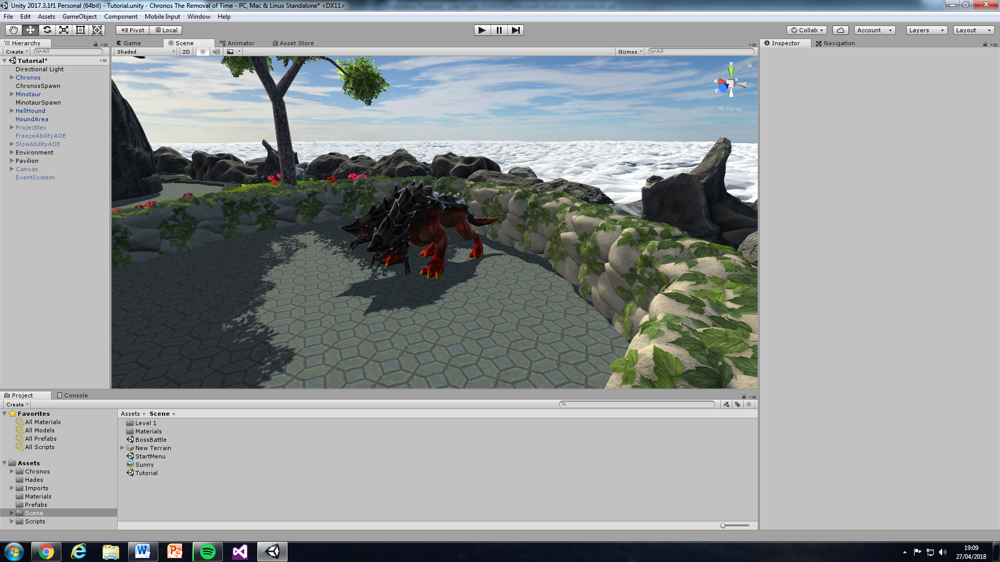 Unity 2017.3.1f1 Personal (64bit) - Tutorial.unity - Chronos The Removal of Time - PC, Mac & Linux Standalone* <DX11>
File Edit Assets GameObject Component Mobile Input Window Help
Pivot Local Collab Account Layers Layout
Hierarchy Game Scene Animator Asset Store Inspector Navigation
Create All Shaded 2D Gizmos All
Tutorial*
Directional Light
Chronos
ChronosSpawn
Minotaur
MinotaurSpawn
HellHound
HoundArea
Projectiles
FreezeAbilityAOE
SlowAbilityAOE
Environment
Pavilion
Canvas
EventSystem
y
x
z
Persp
Project Console
Create
Favorites
All Materials
All Models
All Prefabs
All Scripts
Assets
Chronos
Hades
Imports
Materials
Prefabs
Scene
Scripts
Assets Scene
Level 1
Materials
BossBattle
New Terrain
StartMenu
Sunny
Tutorial
19:09
27/04/2018